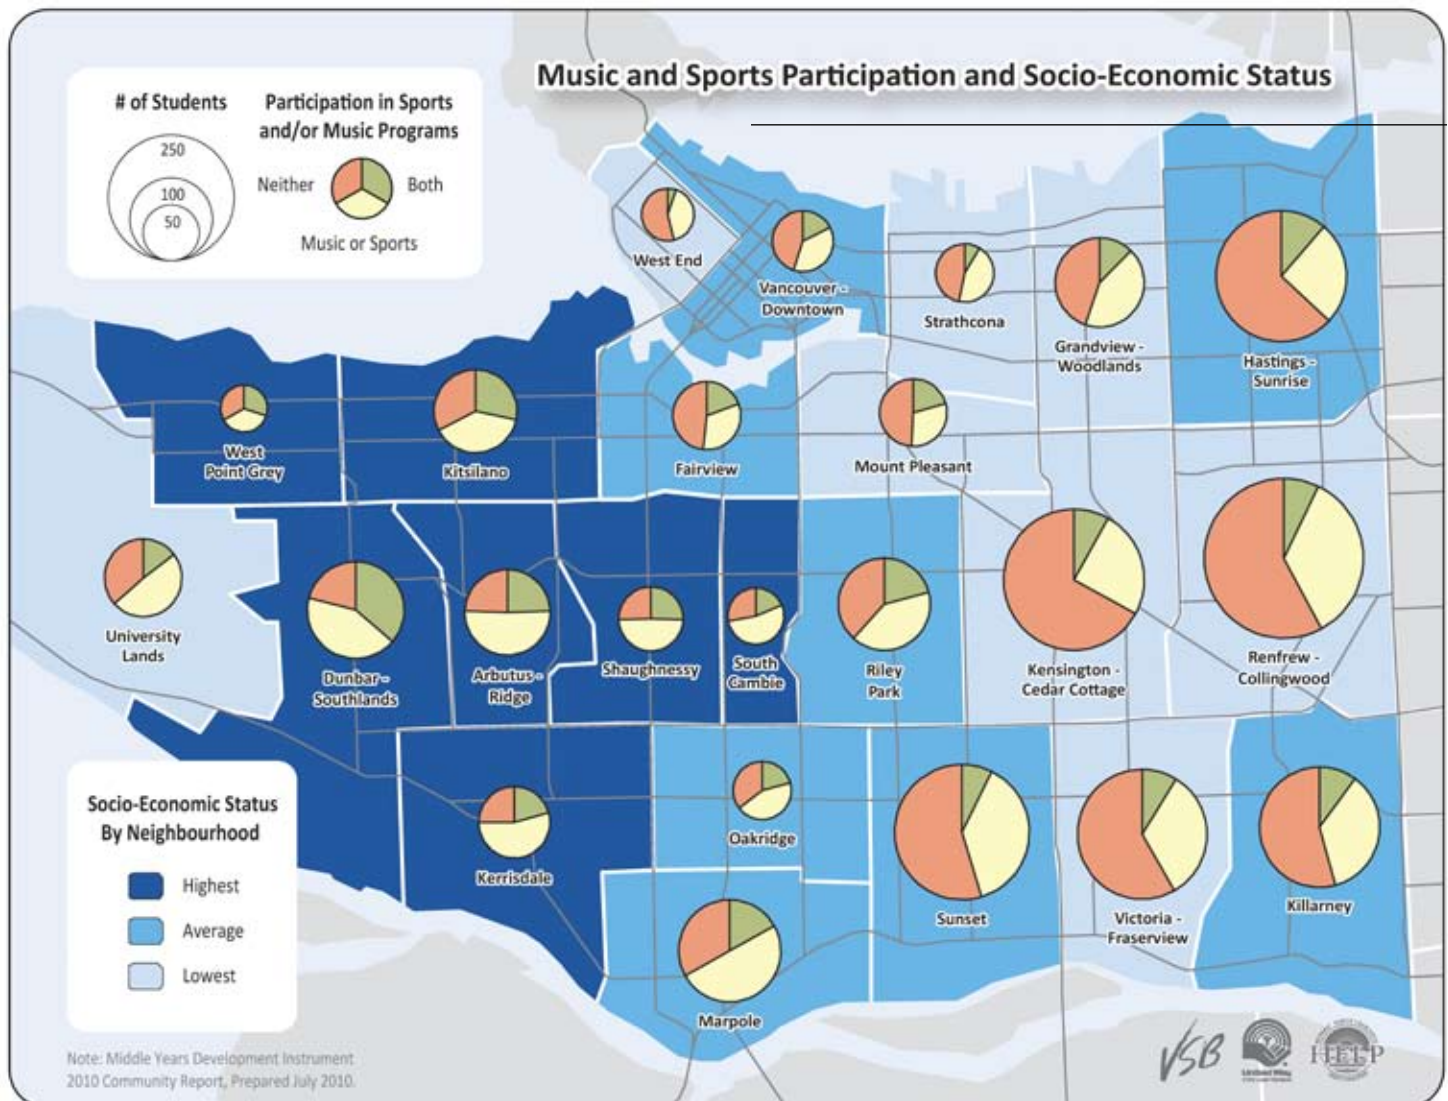 Music and Sports Participation and Socio-Economic Status
# of Students
250
100
50
Participation in Sports
and/or Music Programs
Neither
Both
Music or Sports
West End
Vancouver -
Downtown
Strathcona
Grandview -
Woodlands
Hastings -
Sunrise
West
Point Grey
Kitsilano
Fairview
Mount Pleasant
University
Lands
Dunbar -
Southlands
Arbutus -
Ridge
Shaughnessy
South
Cambie
Riley
Park
Kensington -
Cedar Cottage
Renfrew -
Collingwood
Kerrisdale
Oakridge
Marpole
Sunset
Victoria -
Fraserview
Killarney
Socio-Economic Status
By Neighbourhood
Highest
Average
Lowest
Note: Middle Years Development Instrument
2010 Community Report, Prepared July 2010.
VSB
United Way
HELP